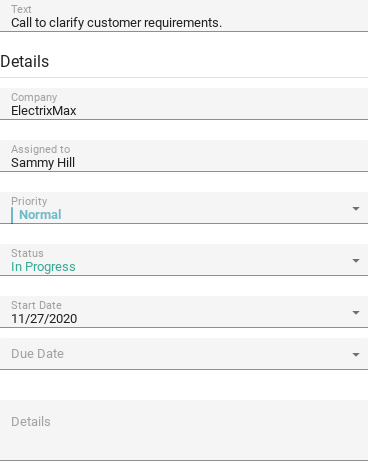 Text
Call to clarify customer requirements.
Details
Company
ElectrixMax
Assigned to
Sammy Hill
Priority
Normal
Status
In Progress
Start Date
11/27/2020
Due Date
Details